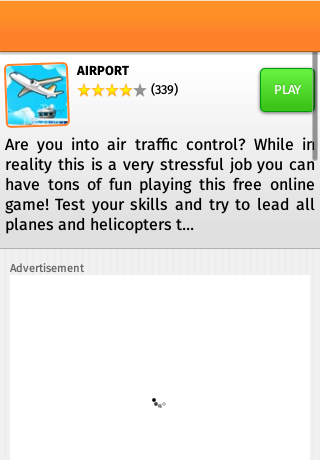 AIRPORT
(339)
PLAY
Are you into air traffic control? While in
reality this is a very stressful job you can
have tons of fun playing this free online
game! Test your skills and try to lead all
planes and helicopters t...
Advertisement